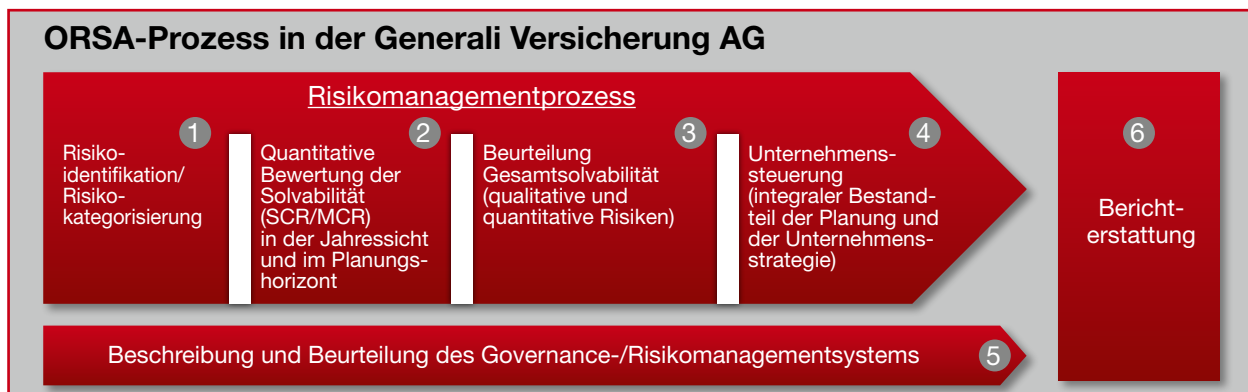 ORSA-Prozess in der Generali Versicherung AG
Risikomanagementprozess
1
Risiko-
identifikation/
Risiko-
kategorisierung
2
Quantitative
Bewertung der
Solvabilität
(SCR/MCR)
in der Jahressicht
und im Planungs-
horizont
3
Beurteilung
Gesamtsolvabilität
(qualitative und
quantitative Risiken)
4
Unternehmens-
steuerung
(integraler Bestand-
teil der Planung und
der Unternehmens-
strategie)
Beschreibung und Beurteilung des Governance-/Risikomanagementsystems
5
6
Bericht-
erstattung